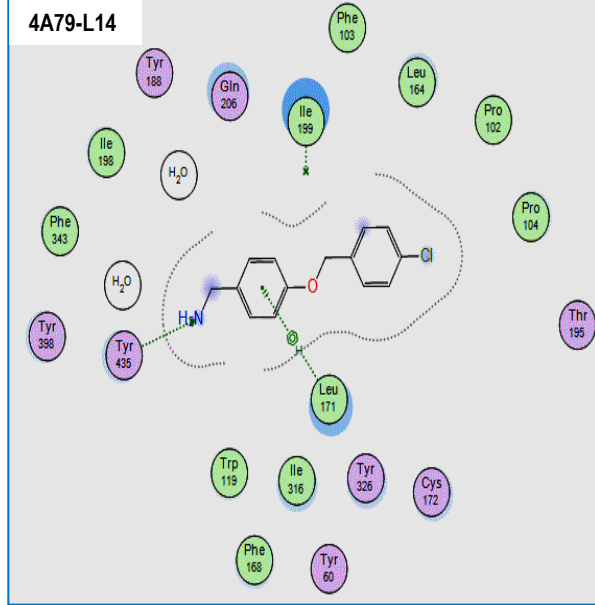 4A79-L14
Phe
103
Tyr
188
Gln
206
Leu
164
Ile
199
Pro
102
Ile
198
H2O
Phe
343
Pro
104
Cl
H2O
O
H2N
Tyr
398
Tyr
435
Thr
195
H
Leu
171
Trp
119
Ile
316
Tyr
326
Cys
172
Phe
168
Tyr
60